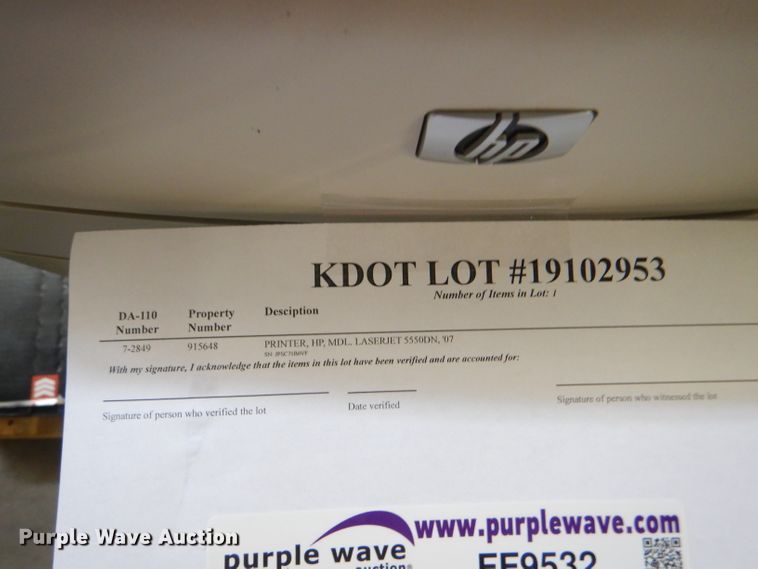 hp
KDOT LOT #19102953
Number of Items in Lot: 1
DA-110 Number
Property Number
Desciption
7-2849 915648 PRINTER, HP, MDL. LASERJET 5550DN, '07
With my signature, I acknowledge that the items in this lot have been verified and are accounted for:
Signature of person who verified the lot
Date verified
Signature of person who witnessed the lot
www.purplewave.com
purple wave
auction
EF9532
Purple Wave Auction